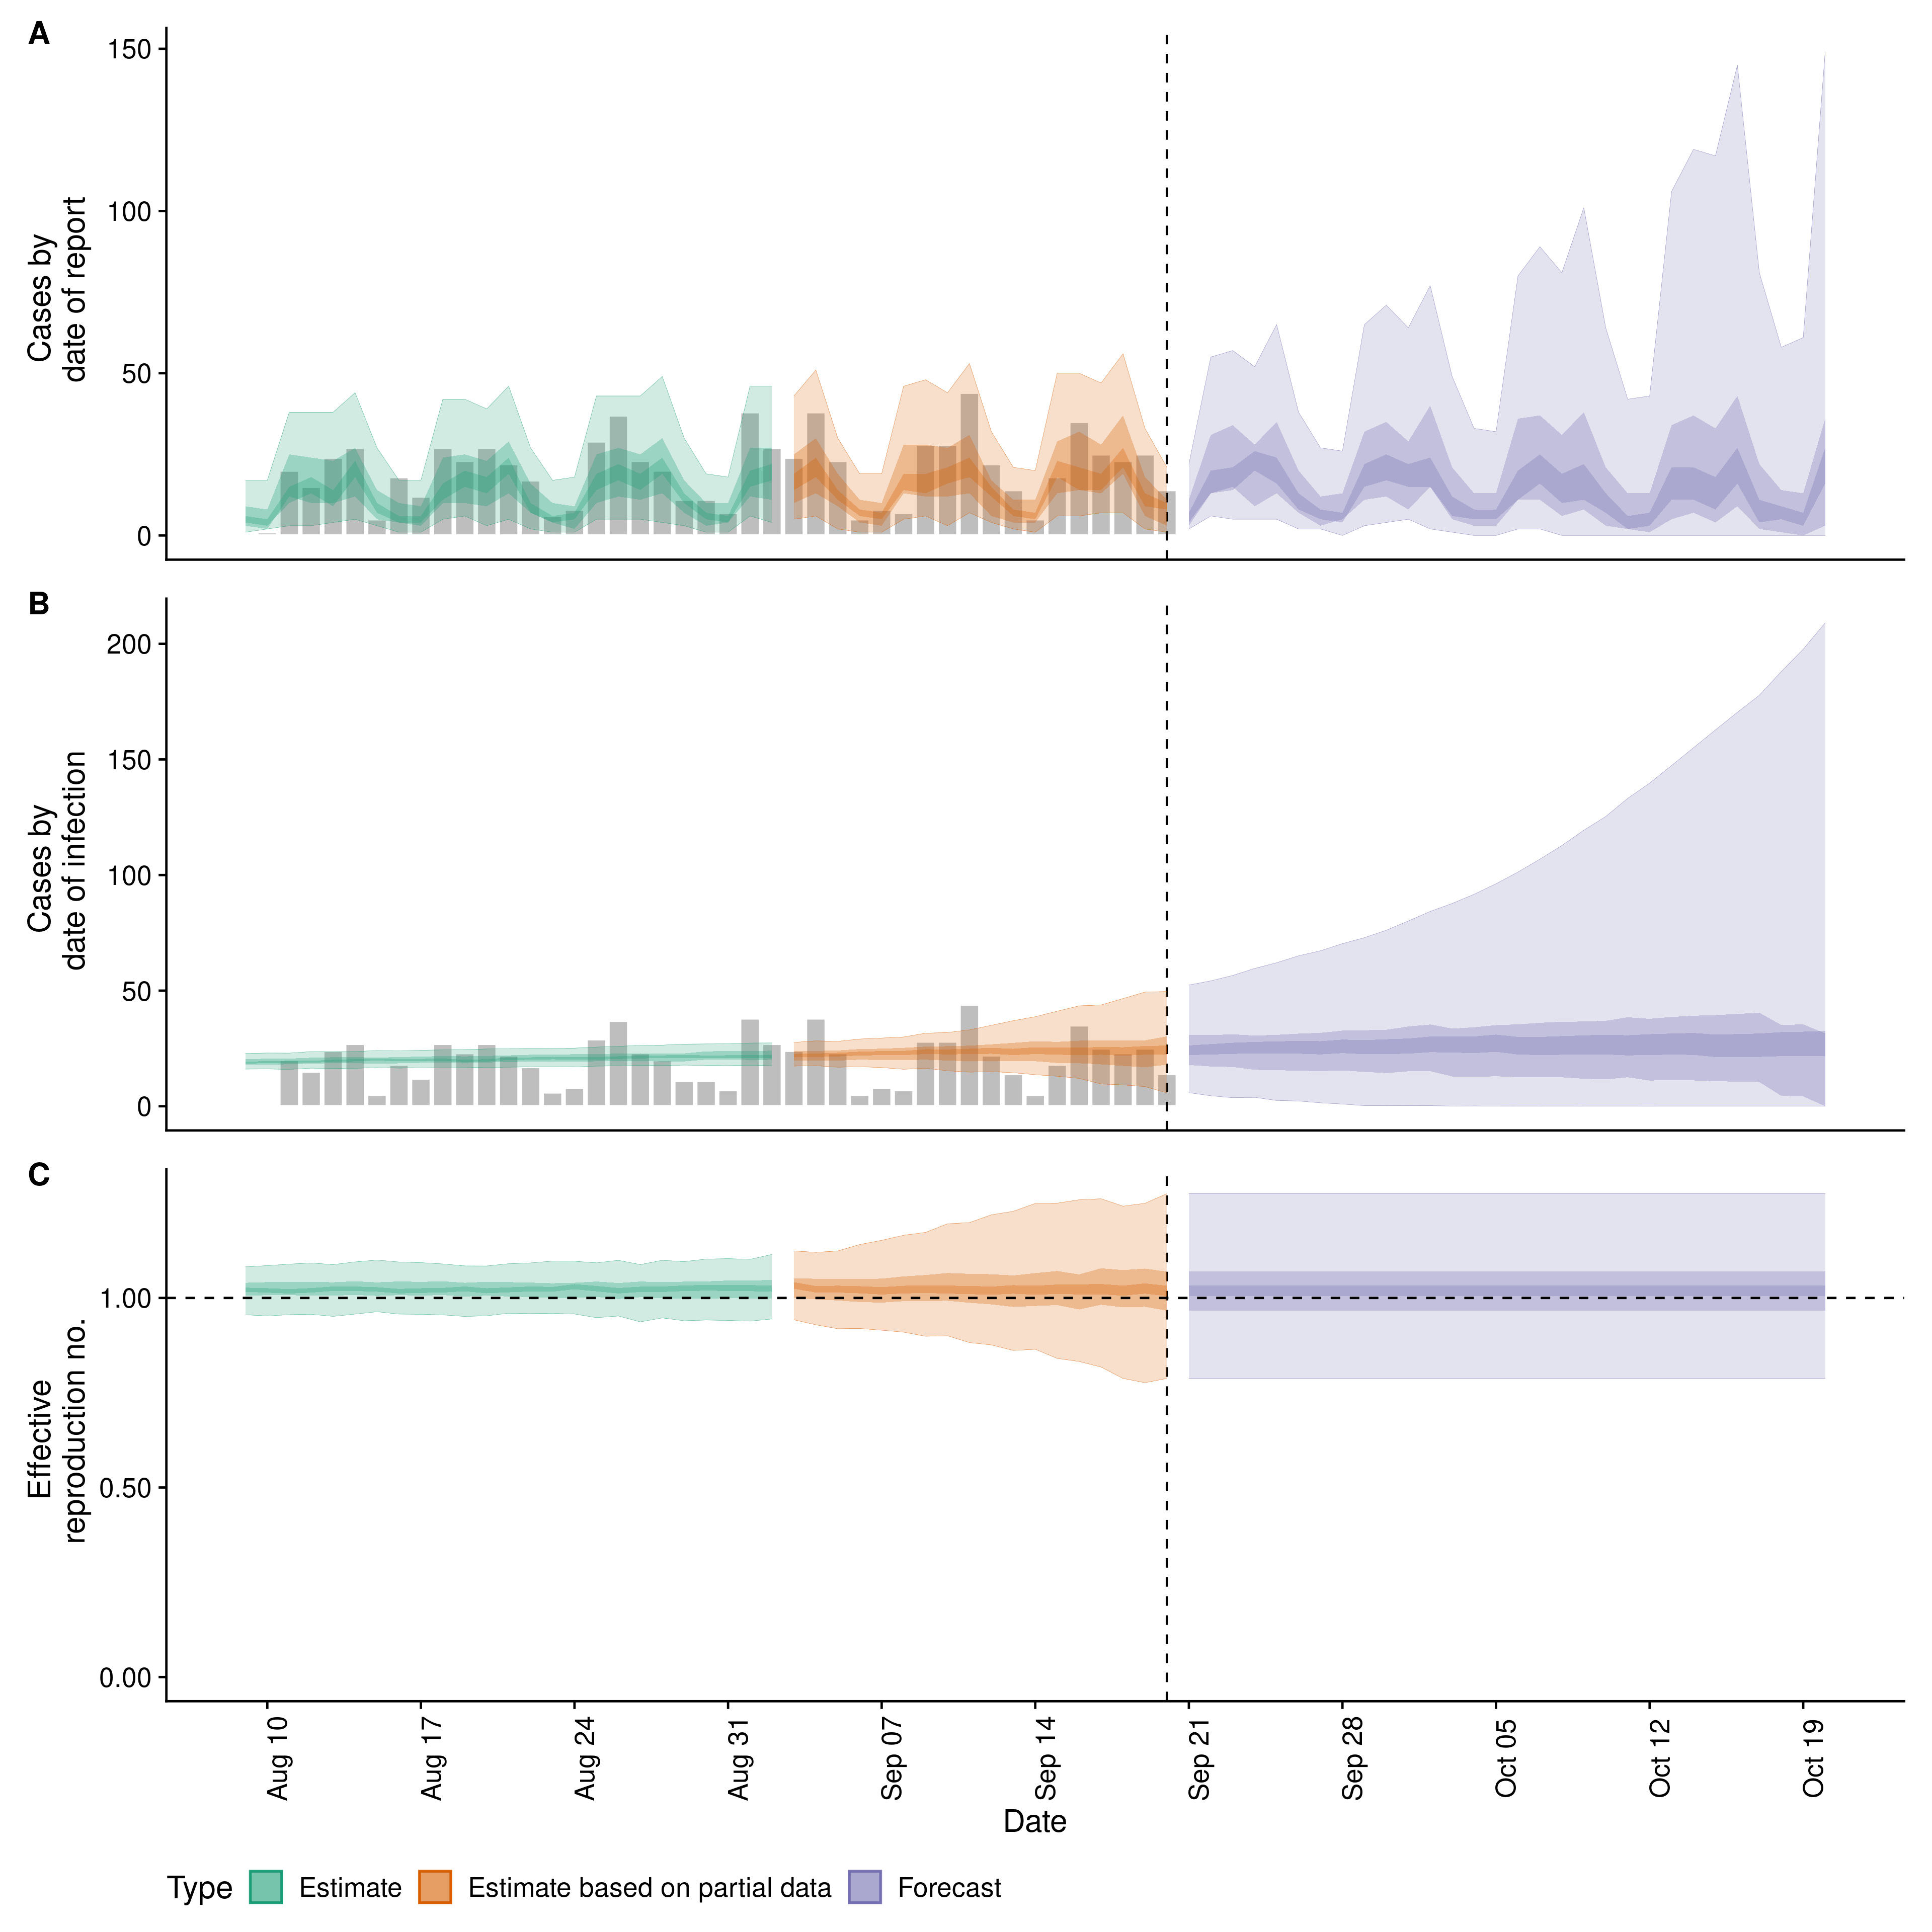 A
150
100
50
0
Cases by
date of report
B
200
150
100
50
0
Cases by
date of infection
C
1.00
0.50
0.00
Effective
reproduction no.
Aug 10
Aug 17
Aug 24
Aug 31
Sep 07
Sep 14
Sep 21
Sep 28
Oct 05
Oct 12
Oct 19
Date
Type Estimate Estimate based on partial data Forecast